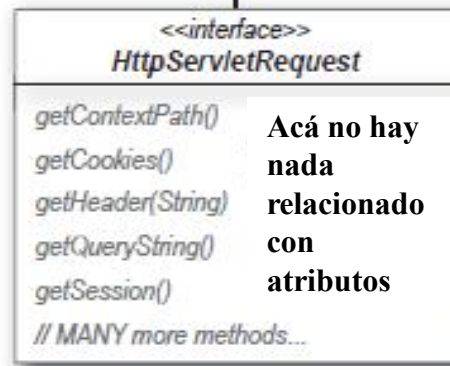 <<interface>>
HttpServletRequest
getContextPath()
getCookies()
getHeader(String)
getQueryString()
getSession()
// MANY more methods...
Acá no hay
nada
relacionado
con
atributos